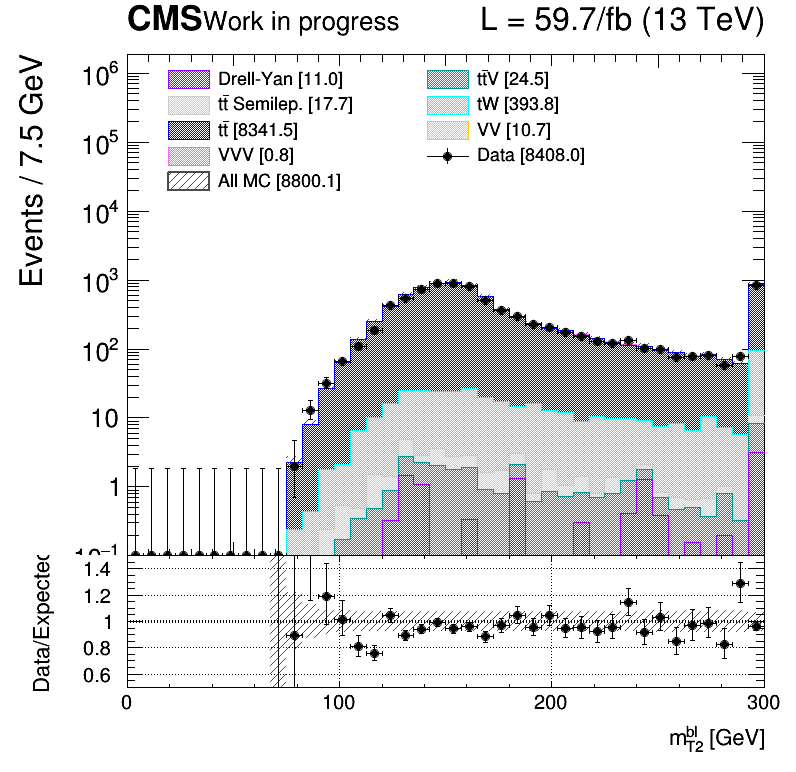 CMS Work in progress L = 59.7/fb (13 TeV)
Events / 7.5 GeV
10⁶
10⁵
10⁴
10³
10²
10
1
10⁻¹
Drell-Yan [11.0]
tt̄ Semilep. [17.7]
tt̄ [8341.5]
VVV [0.8]
All MC [8800.1]
tt̄V [24.5]
tW [393.8]
VV [10.7]
Data [8408.0]
Data/Expected
1.4
1.2
1
0.8
0.6
0 100 200 300
m_{T2}^{bl} [GeV]